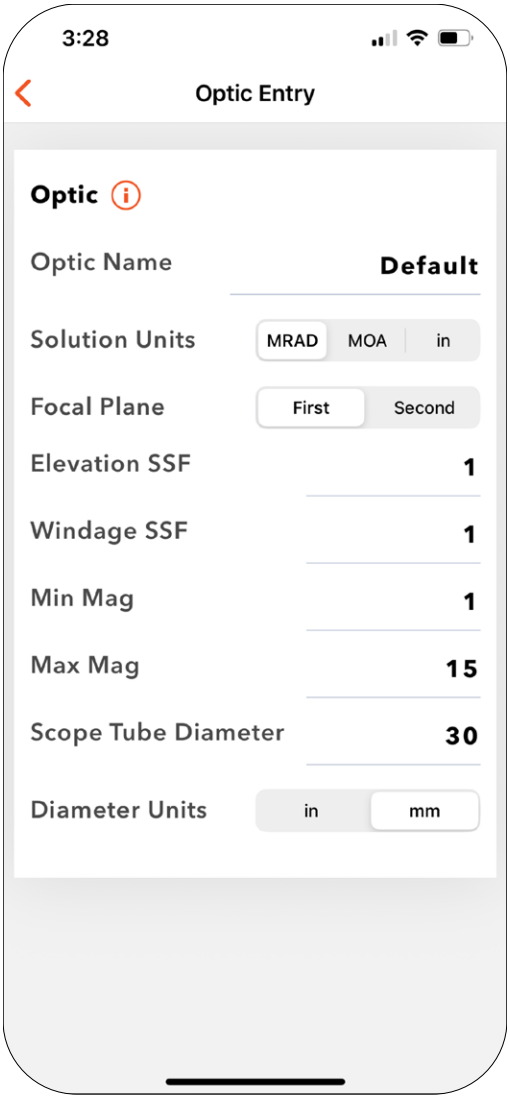 3:28
Optic Entry
Optic
Optic Name Default
Solution Units MRAD MOA in
Focal Plane First Second
Elevation SSF 1
Windage SSF 1
Min Mag 1
Max Mag 15
Scope Tube Diameter 30
Diameter Units in mm